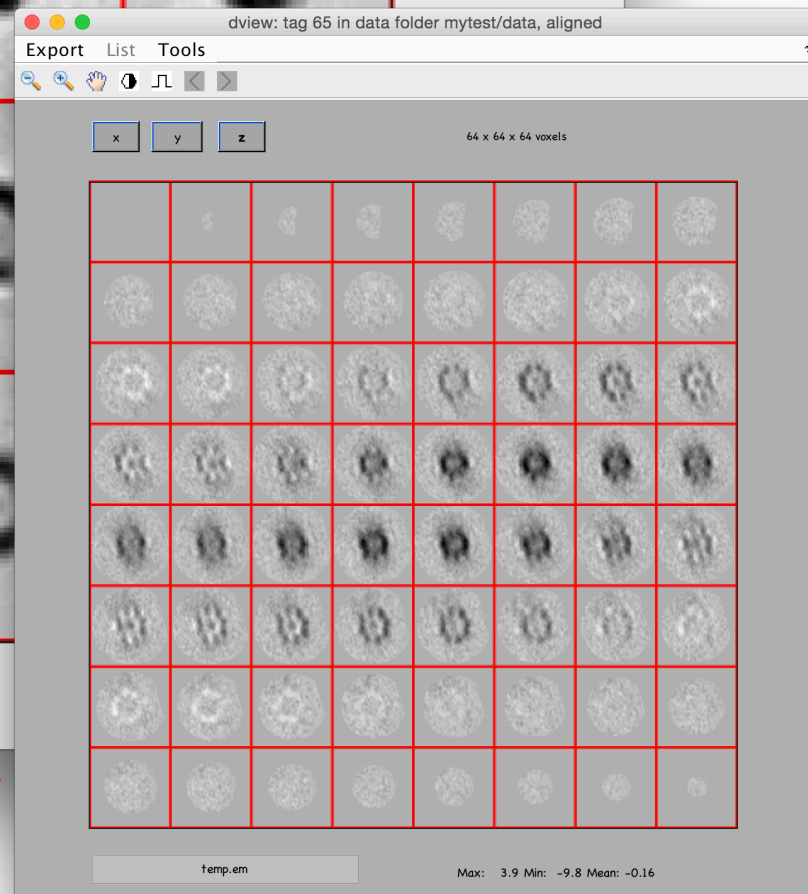 dview: tag 65 in data folder mytest/data, aligned
Export List Tools
x y z 64 x 64 x 64 voxels
temp.em
Max: 3.9 Min: -9.8 Mean: -0.16